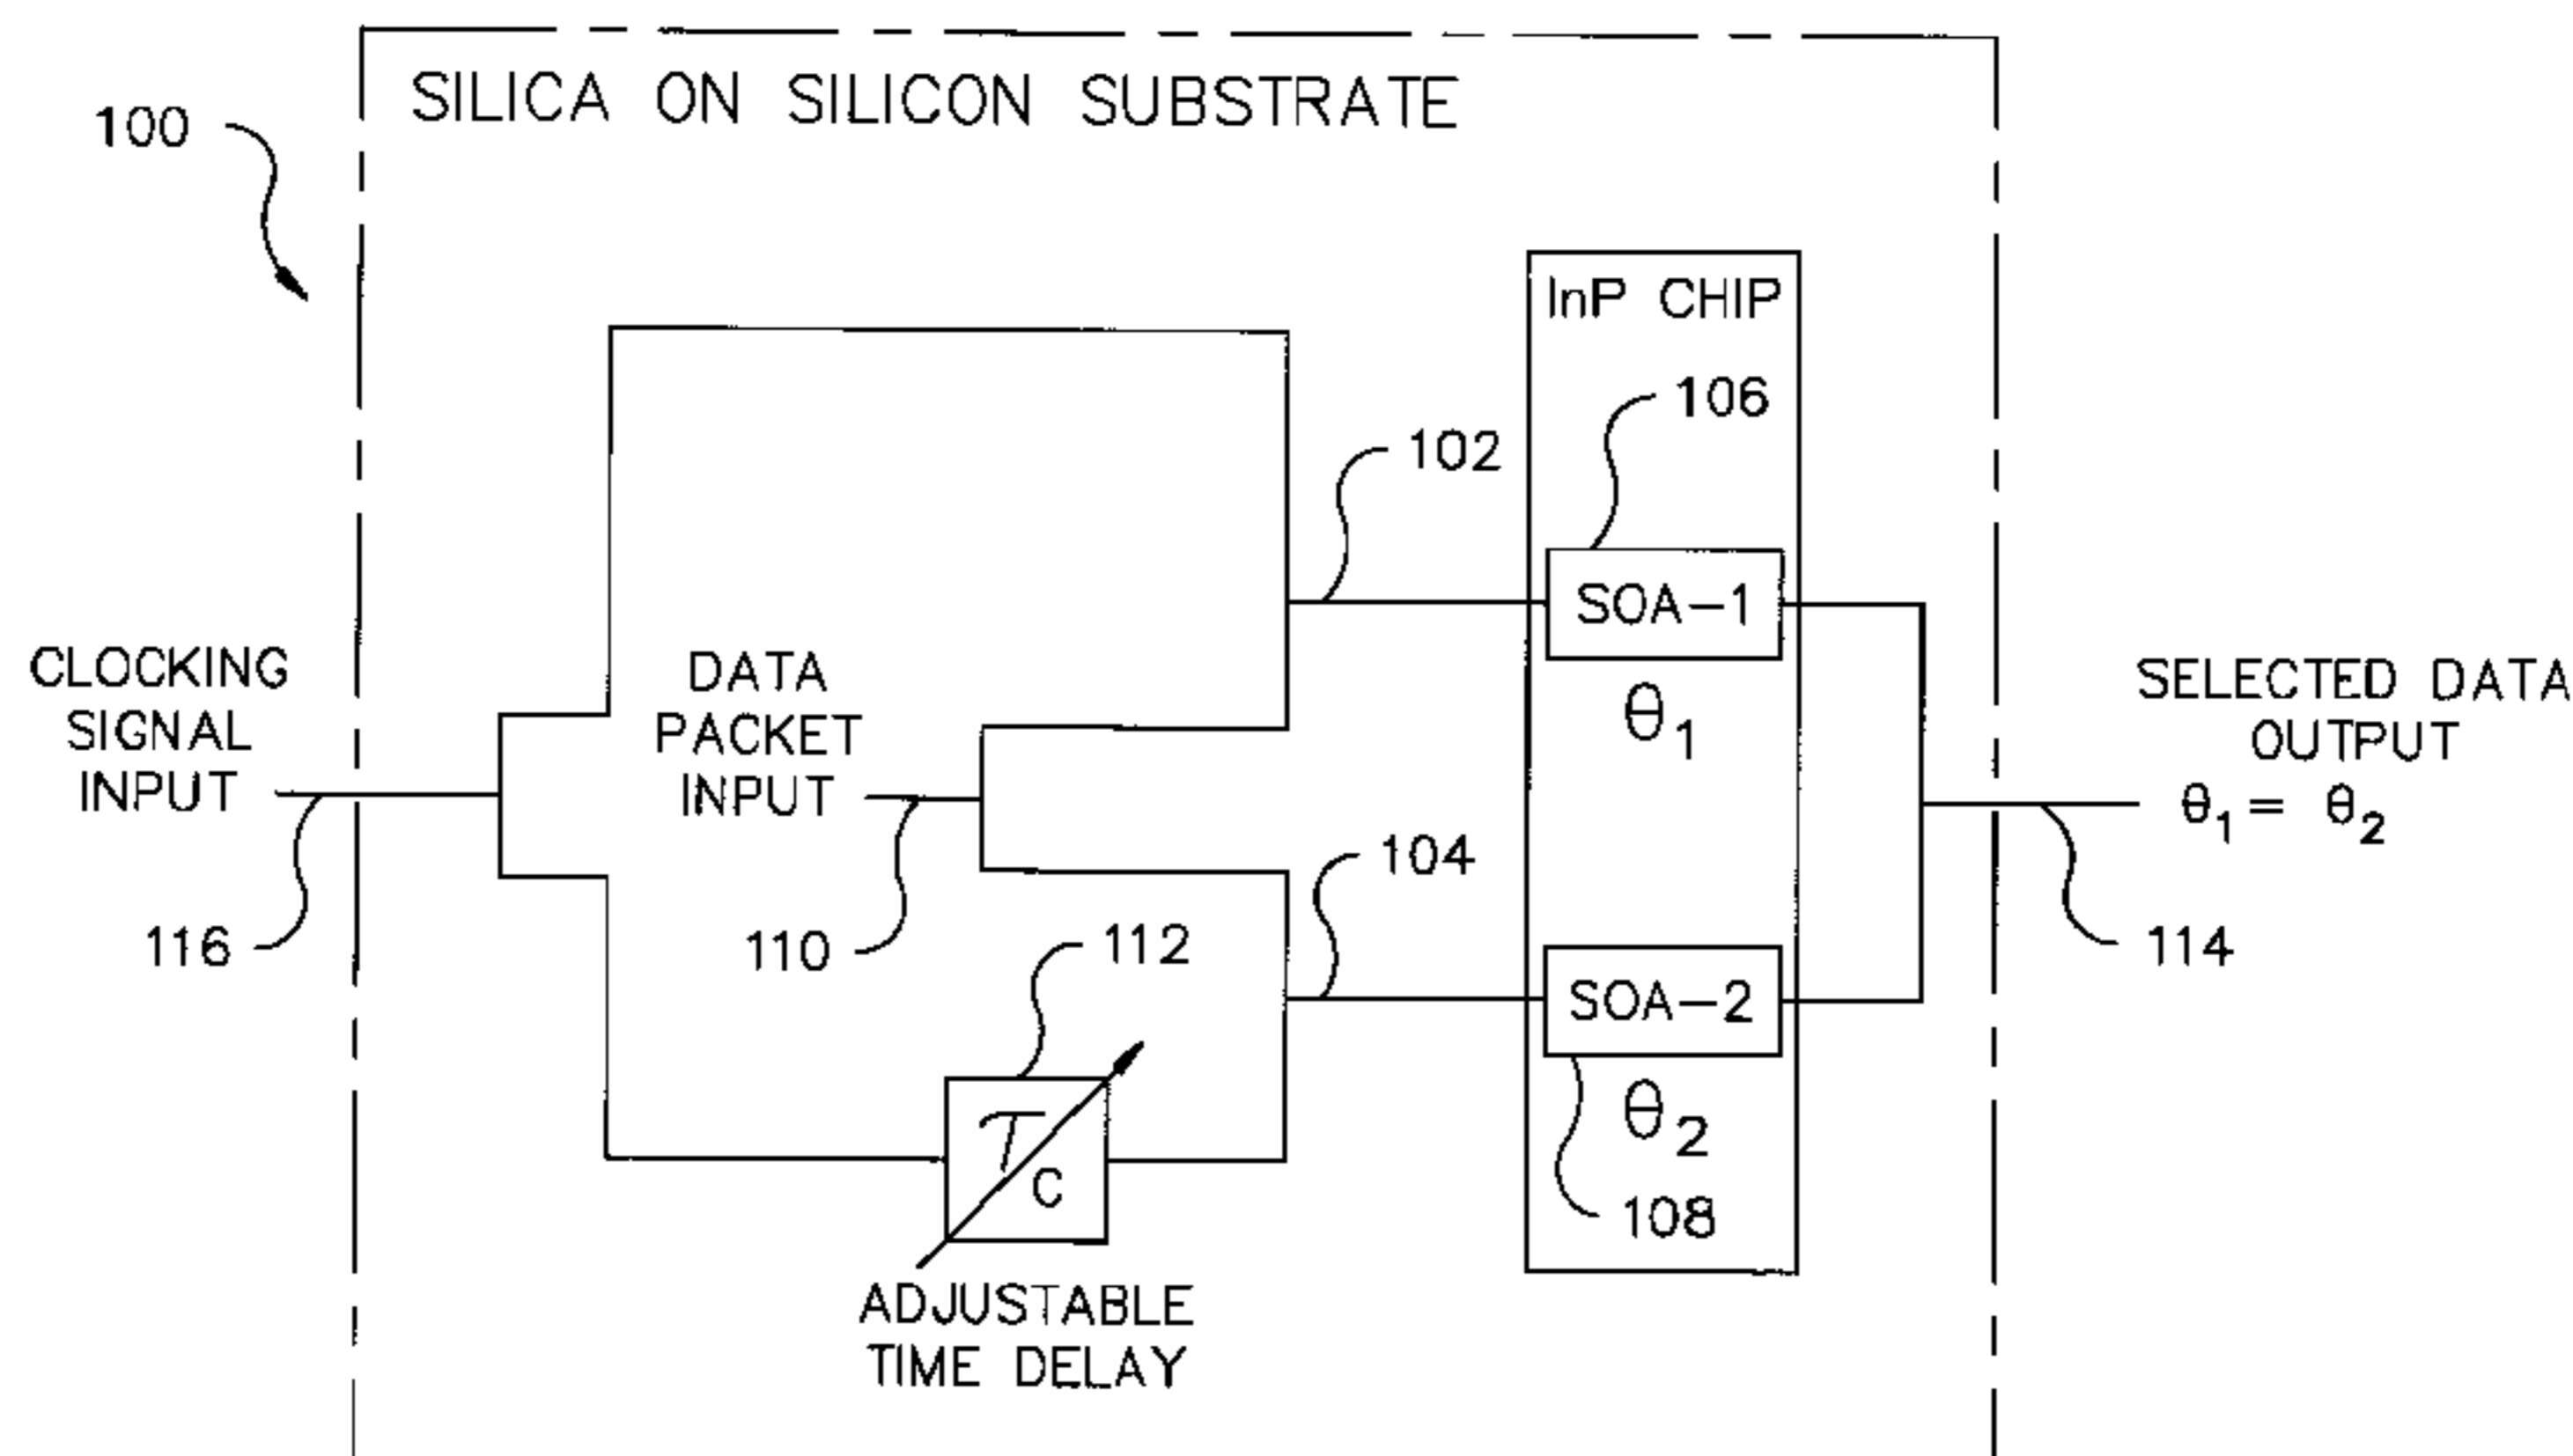 SILICA ON SILICON SUBSTRATE
100
InP CHIP
106
102
SOA-1
θ1
CLOCKING
SIGNAL
INPUT
DATA
PACKET
INPUT
SELECTED DATA
OUTPUT
θ1 = θ2
104
116
110
112
114
SOA-2
θ2
108
T
C
ADJUSTABLE
TIME DELAY